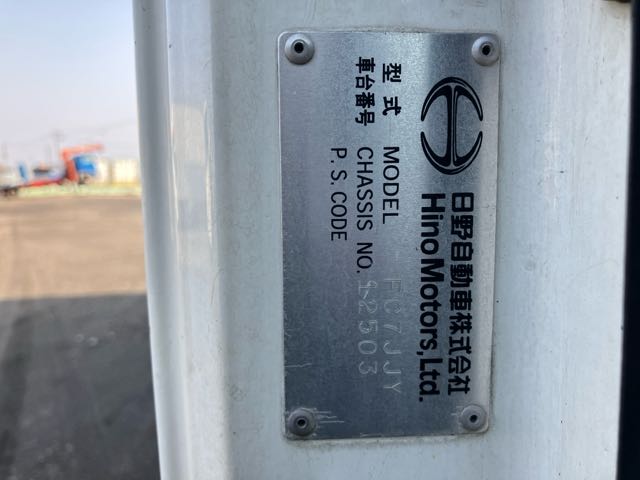 日野自動車株式会社
Hino Motors, Ltd.
型式 MODEL - FC7JJY
車台番号 CHASSIS NO. 12503
P. S. CODE